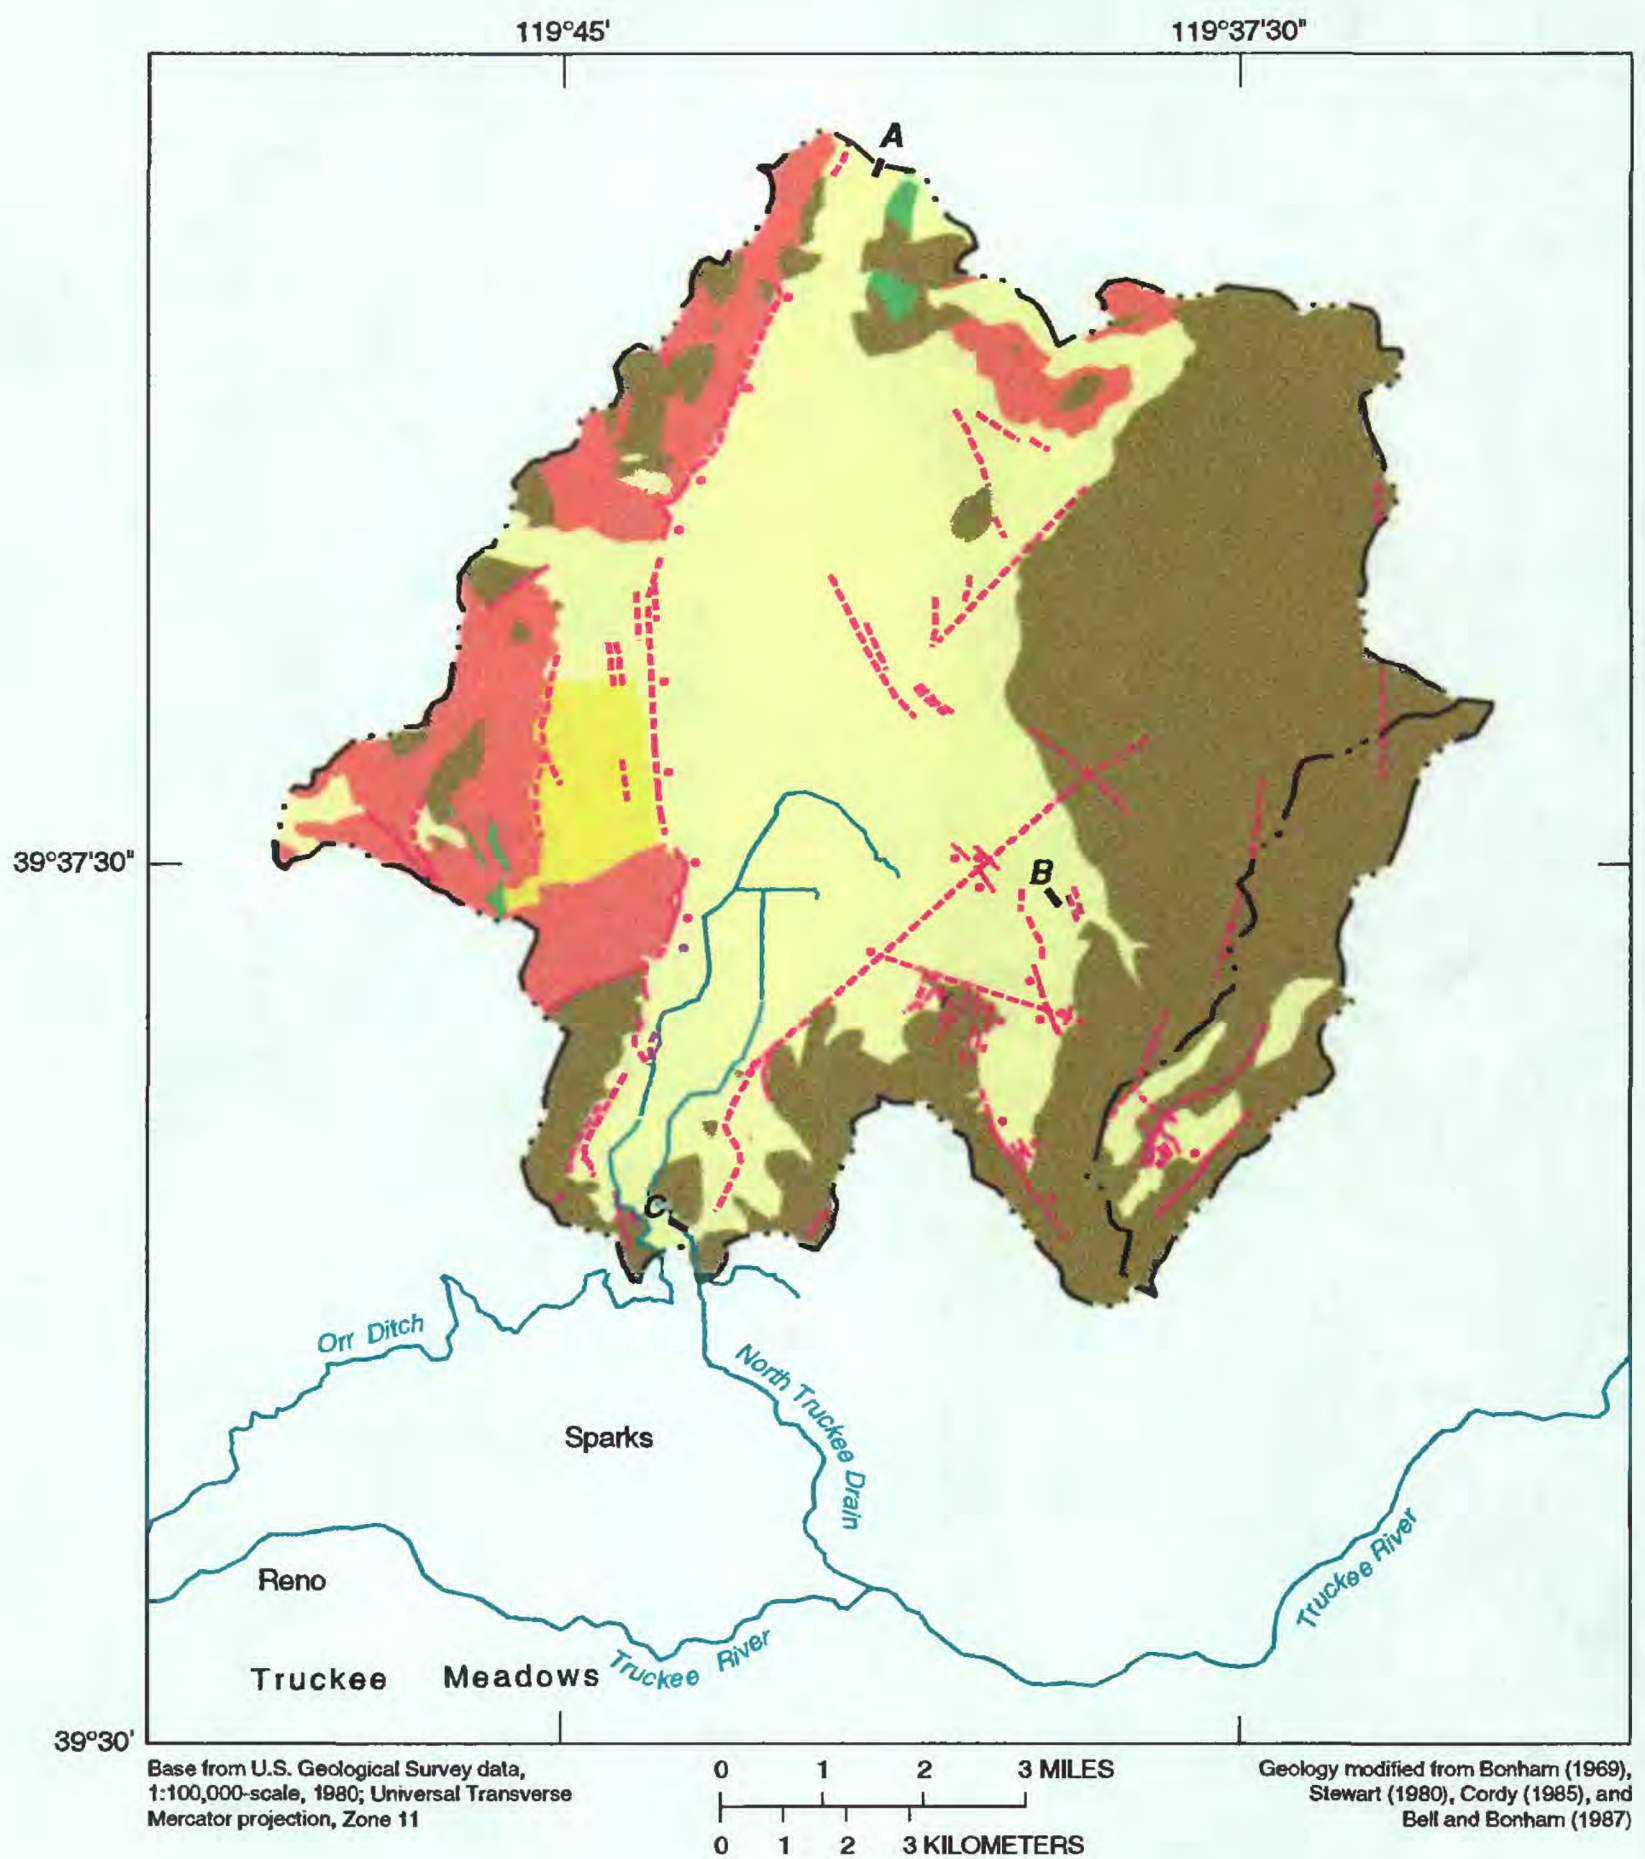 119°45'
119°37'30"
A
39°37'30"
B
C
Orr Ditch
North Truckee Drain
Sparks
Reno
Truckee River
Truckee River
Truckee Meadows
39°30'
Base from U.S. Geological Survey data,
1:100,000-scale, 1980; Universal Transverse
Mercator projection, Zone 11
0 1 2 3 MILES
0 1 2 3 KILOMETERS
Geology modified from Bonham (1969),
Stewart (1980), Cordy (1985), and
Bell and Bonham (1987)